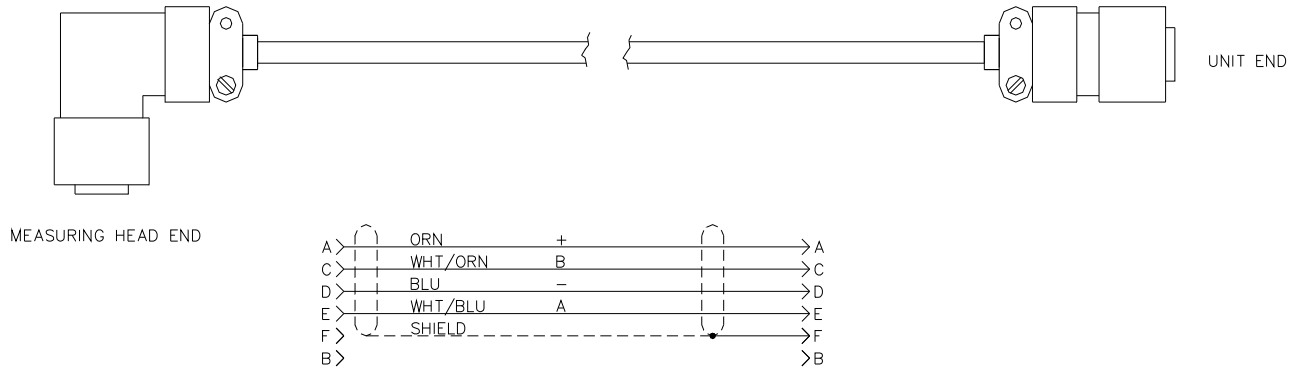 UNIT END
MEASURING HEAD END
A ORN + A
C WHT/ORN B C
D BLU - D
E WHT/BLU A E
F SHIELD F
B B